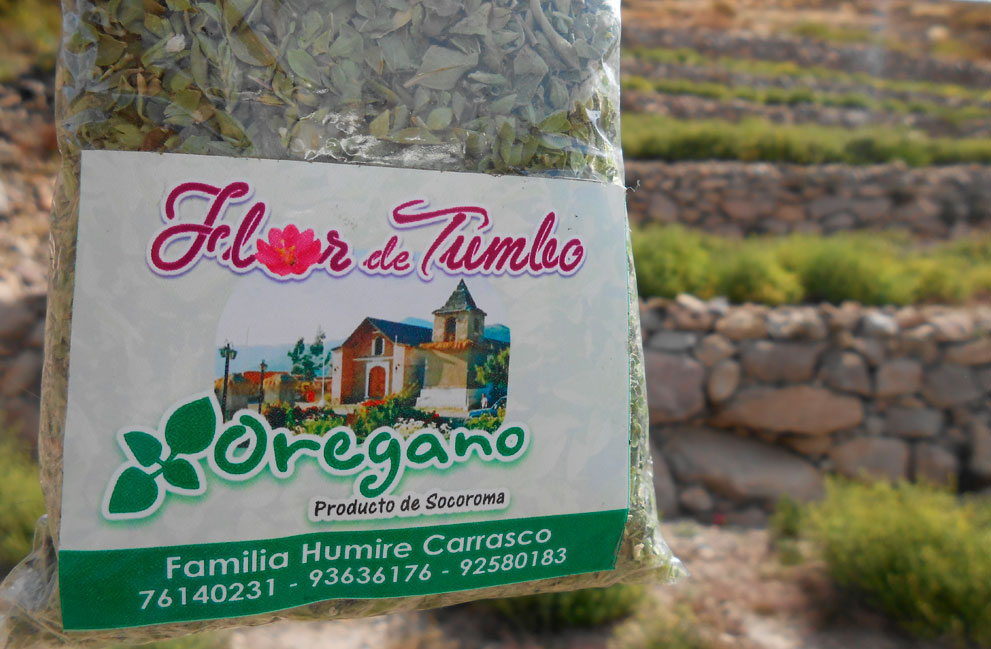 Flor de Tumbo
Oregano
Producto de Socoroma
Familia Humire Carrasco
76140231 - 93636176 - 92580183